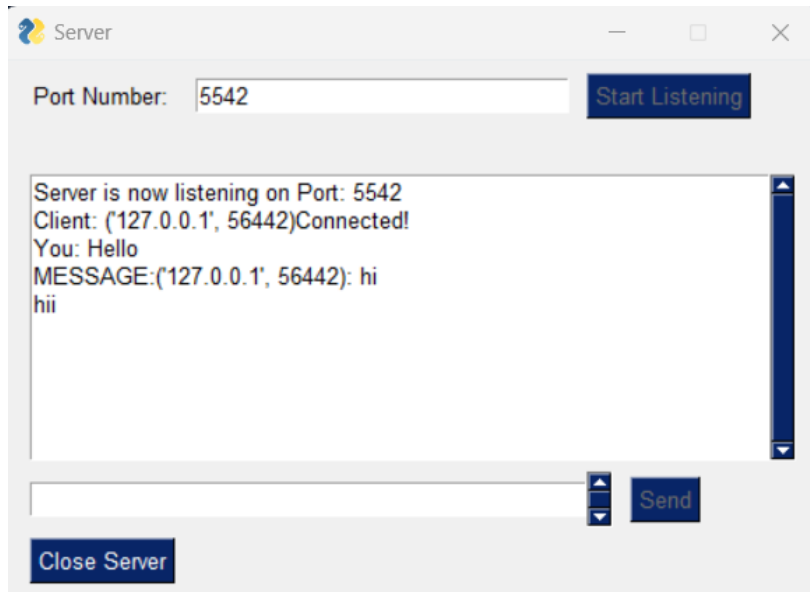 Server
Port Number: 5542 Start Listening
Server is now listening on Port: 5542
Client: ('127.0.0.1', 56442)Connected!
You: Hello
MESSAGE:('127.0.0.1', 56442): hi
hii
Send
Close Server